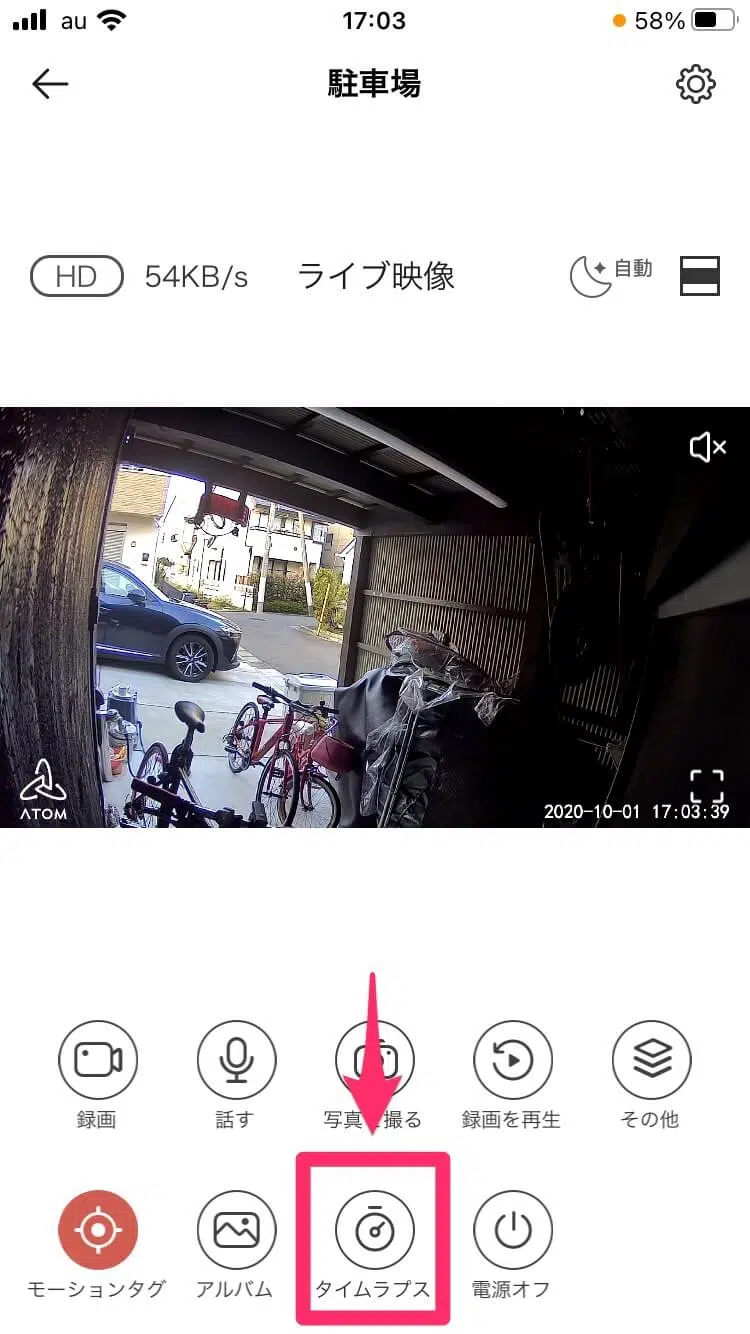 au 17:03 58%
駐車場
HD 54KB/s ライブ映像 自動
ATOM
2020-10-01 17:03:39
録画 話す 写真 撮る 録画を再生 その他
モーションタグ アルバム タイムラプス 電源オフ